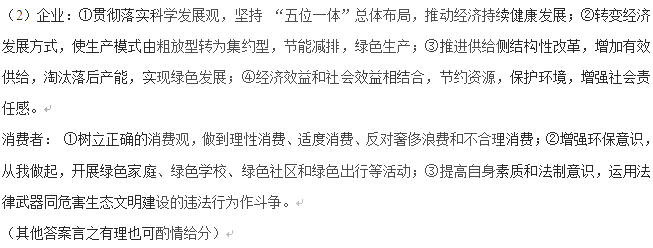 （2）企业：①贯彻落实科学发展观，坚持 “五位一体”总体布局，推动经济持续健康发展；②转变经济
发展方式，使生产模式由粗放型转为集约型，节能减排，绿色生产；③推进供给侧结构性改革，增加有效
供给，淘汰落后产能，实现绿色发展；④经济效益和社会效益相结合，节约资源，保护环境，增强社会责
任感。
消费者： ①树立正确的消费观，做到理性消费、适度消费、反对奢侈浪费和不合理消费；②增强环保意识，
从我做起，开展绿色家庭、绿色学校、绿色社区和绿色出行等活动；③提高自身素质和法制意识，运用法
律武器同危害生态文明建设的违法行为作斗争。
（其他答案言之有理也可酌情给分）